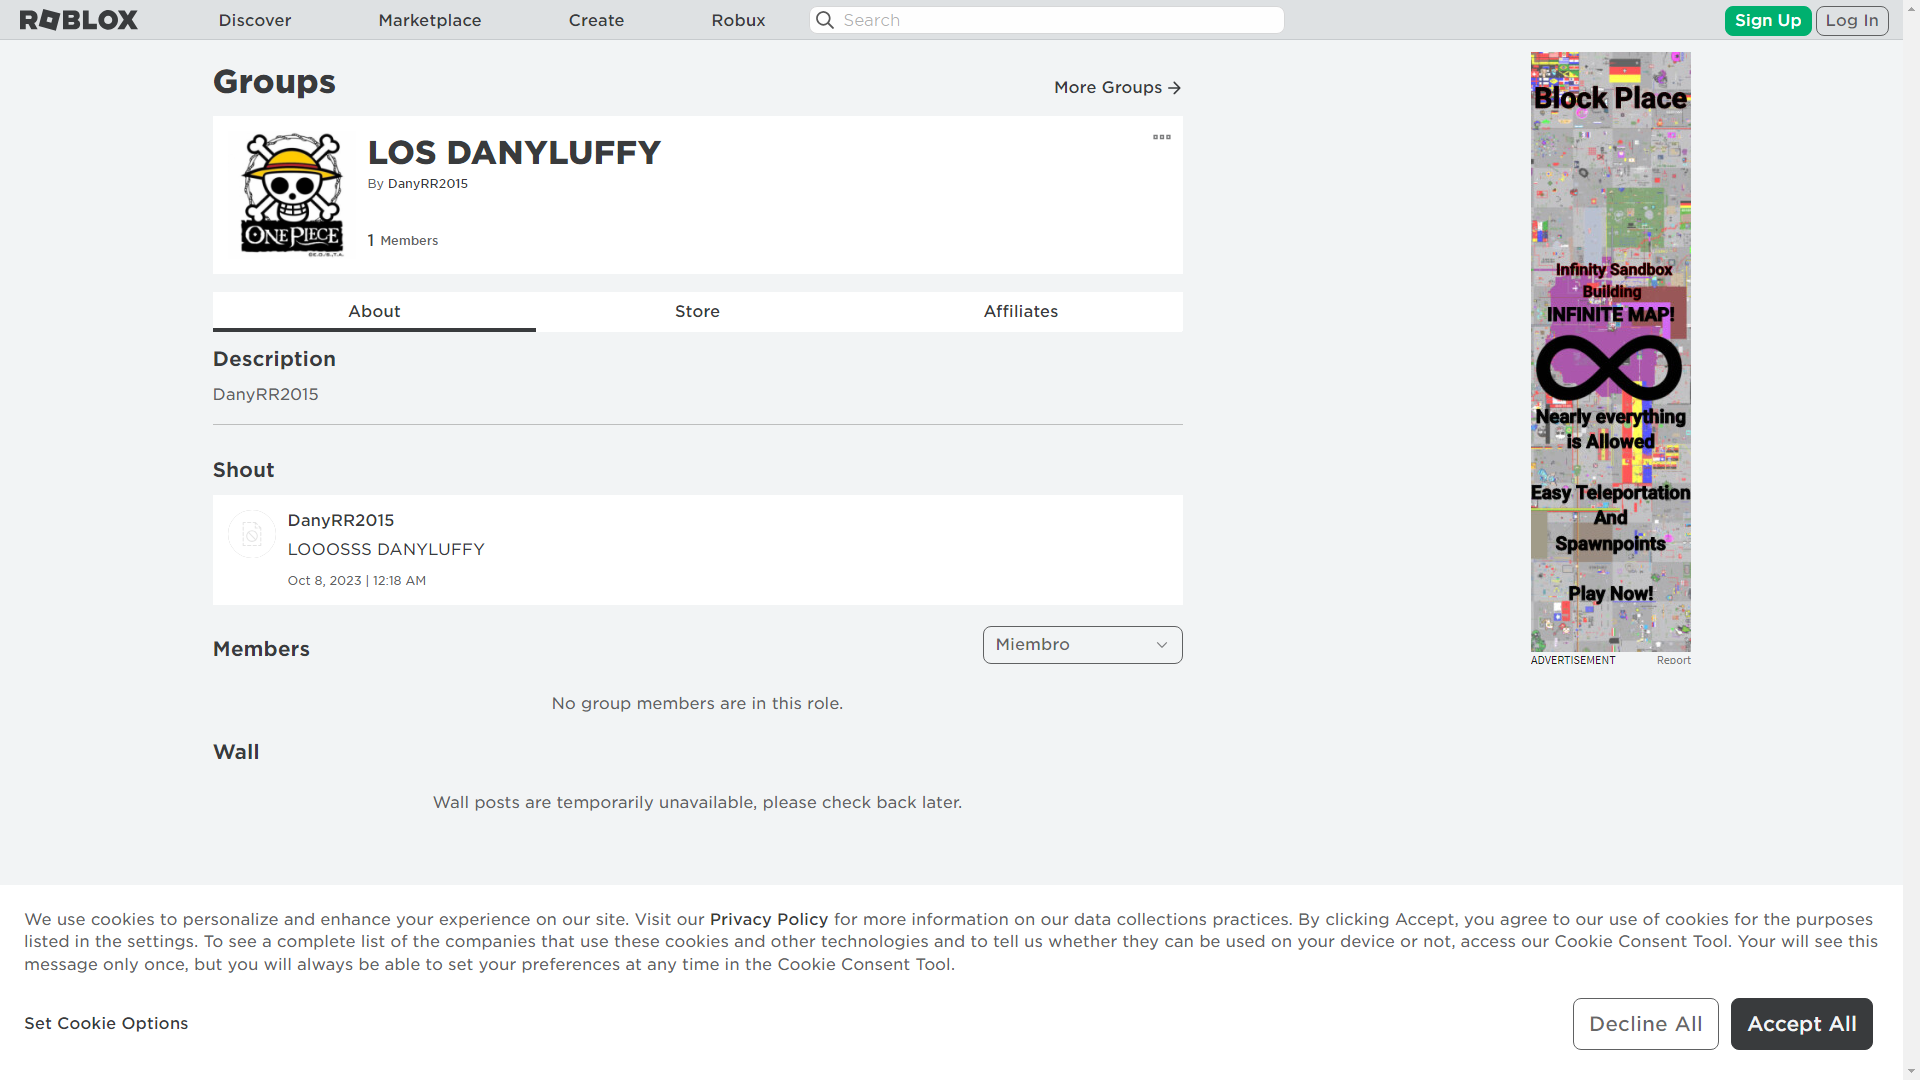 ROBLOX
Discover
Marketplace
Create
Robux
Search
Sign Up
Log In
Groups
More Groups
ONE PIECE
LOS DANYLUFFY
By DanyRR2015
1 Members
About
Store
Affiliates
Description
DanyRR2015
Shout
DanyRR2015
LOOOSSS DANYLUFFY
Oct 8, 2023 | 12:18 AM
Members
Miembro
No group members are in this role.
Wall
Wall posts are temporarily unavailable, please check back later.
Block Place
Infinity Sandbox
Building
INFINITE MAP!
Nearly everything
is Allowed
Easy Teleportation
And
Spawnpoints
Play Now!
ADVERTISEMENT
Report
We use cookies to personalize and enhance your experience on our site. Visit our Privacy Policy for more information on our data collections practices. By clicking Accept, you agree to our use of cookies for the purposes
listed in the settings. To see a complete list of the companies that use these cookies and other technologies and to tell us whether they can be used on your device or not, access our Cookie Consent Tool. Your will see this
message only once, but you will always be able to set your preferences at any time in the Cookie Consent Tool.
Set Cookie Options
Decline All
Accept All